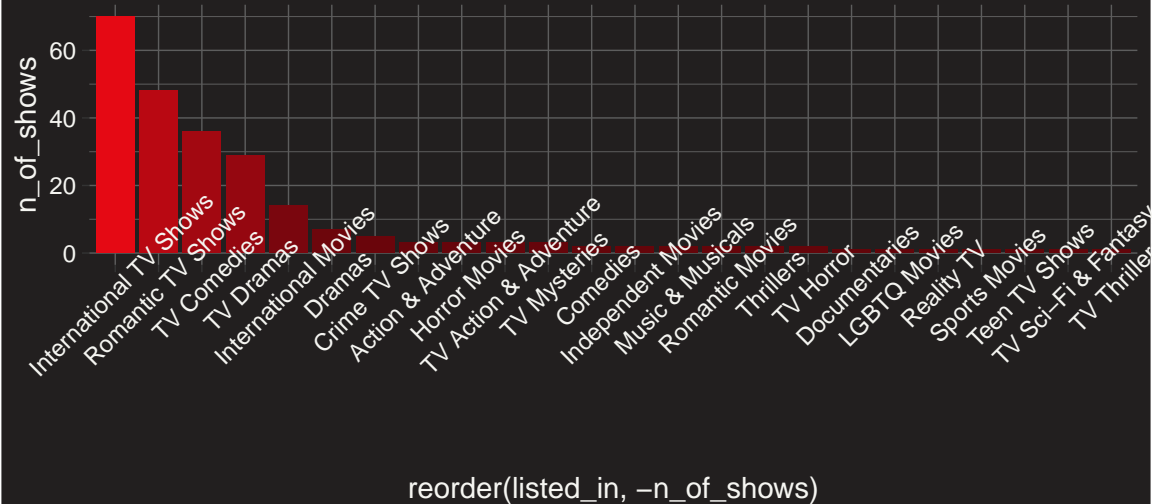 n_of_shows
60
40
20
0
International TV Shows
Romantic TV Shows
TV Comedies
TV Dramas
International Movies
Dramas
Crime TV Shows
Action & Adventure
Horror Movies
TV Action & Adventure
TV Mysteries
Comedies
Independent Movies
Music & Musicals
Romantic Movies
Thrillers
TV Horror
Documentaries
LGBTQ Movies
Reality TV
Sports Movies
Teen TV Shows
TV Sci−Fi & Fantasy
TV Thriller
reorder(listed_in, −n_of_shows)